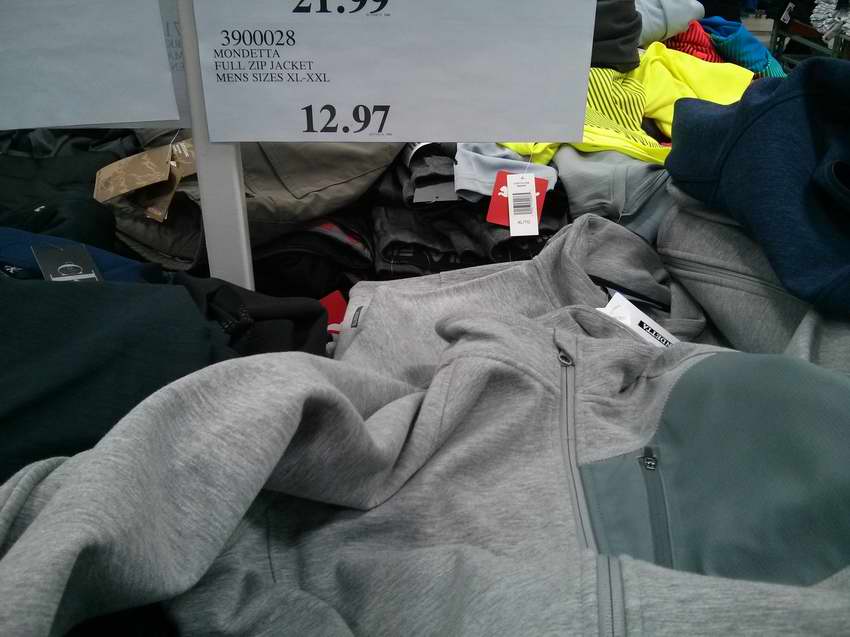 21.99
3900028
MONDETTA
FULL ZIP JACKET
MENS SIZES XL-XXL
12.97